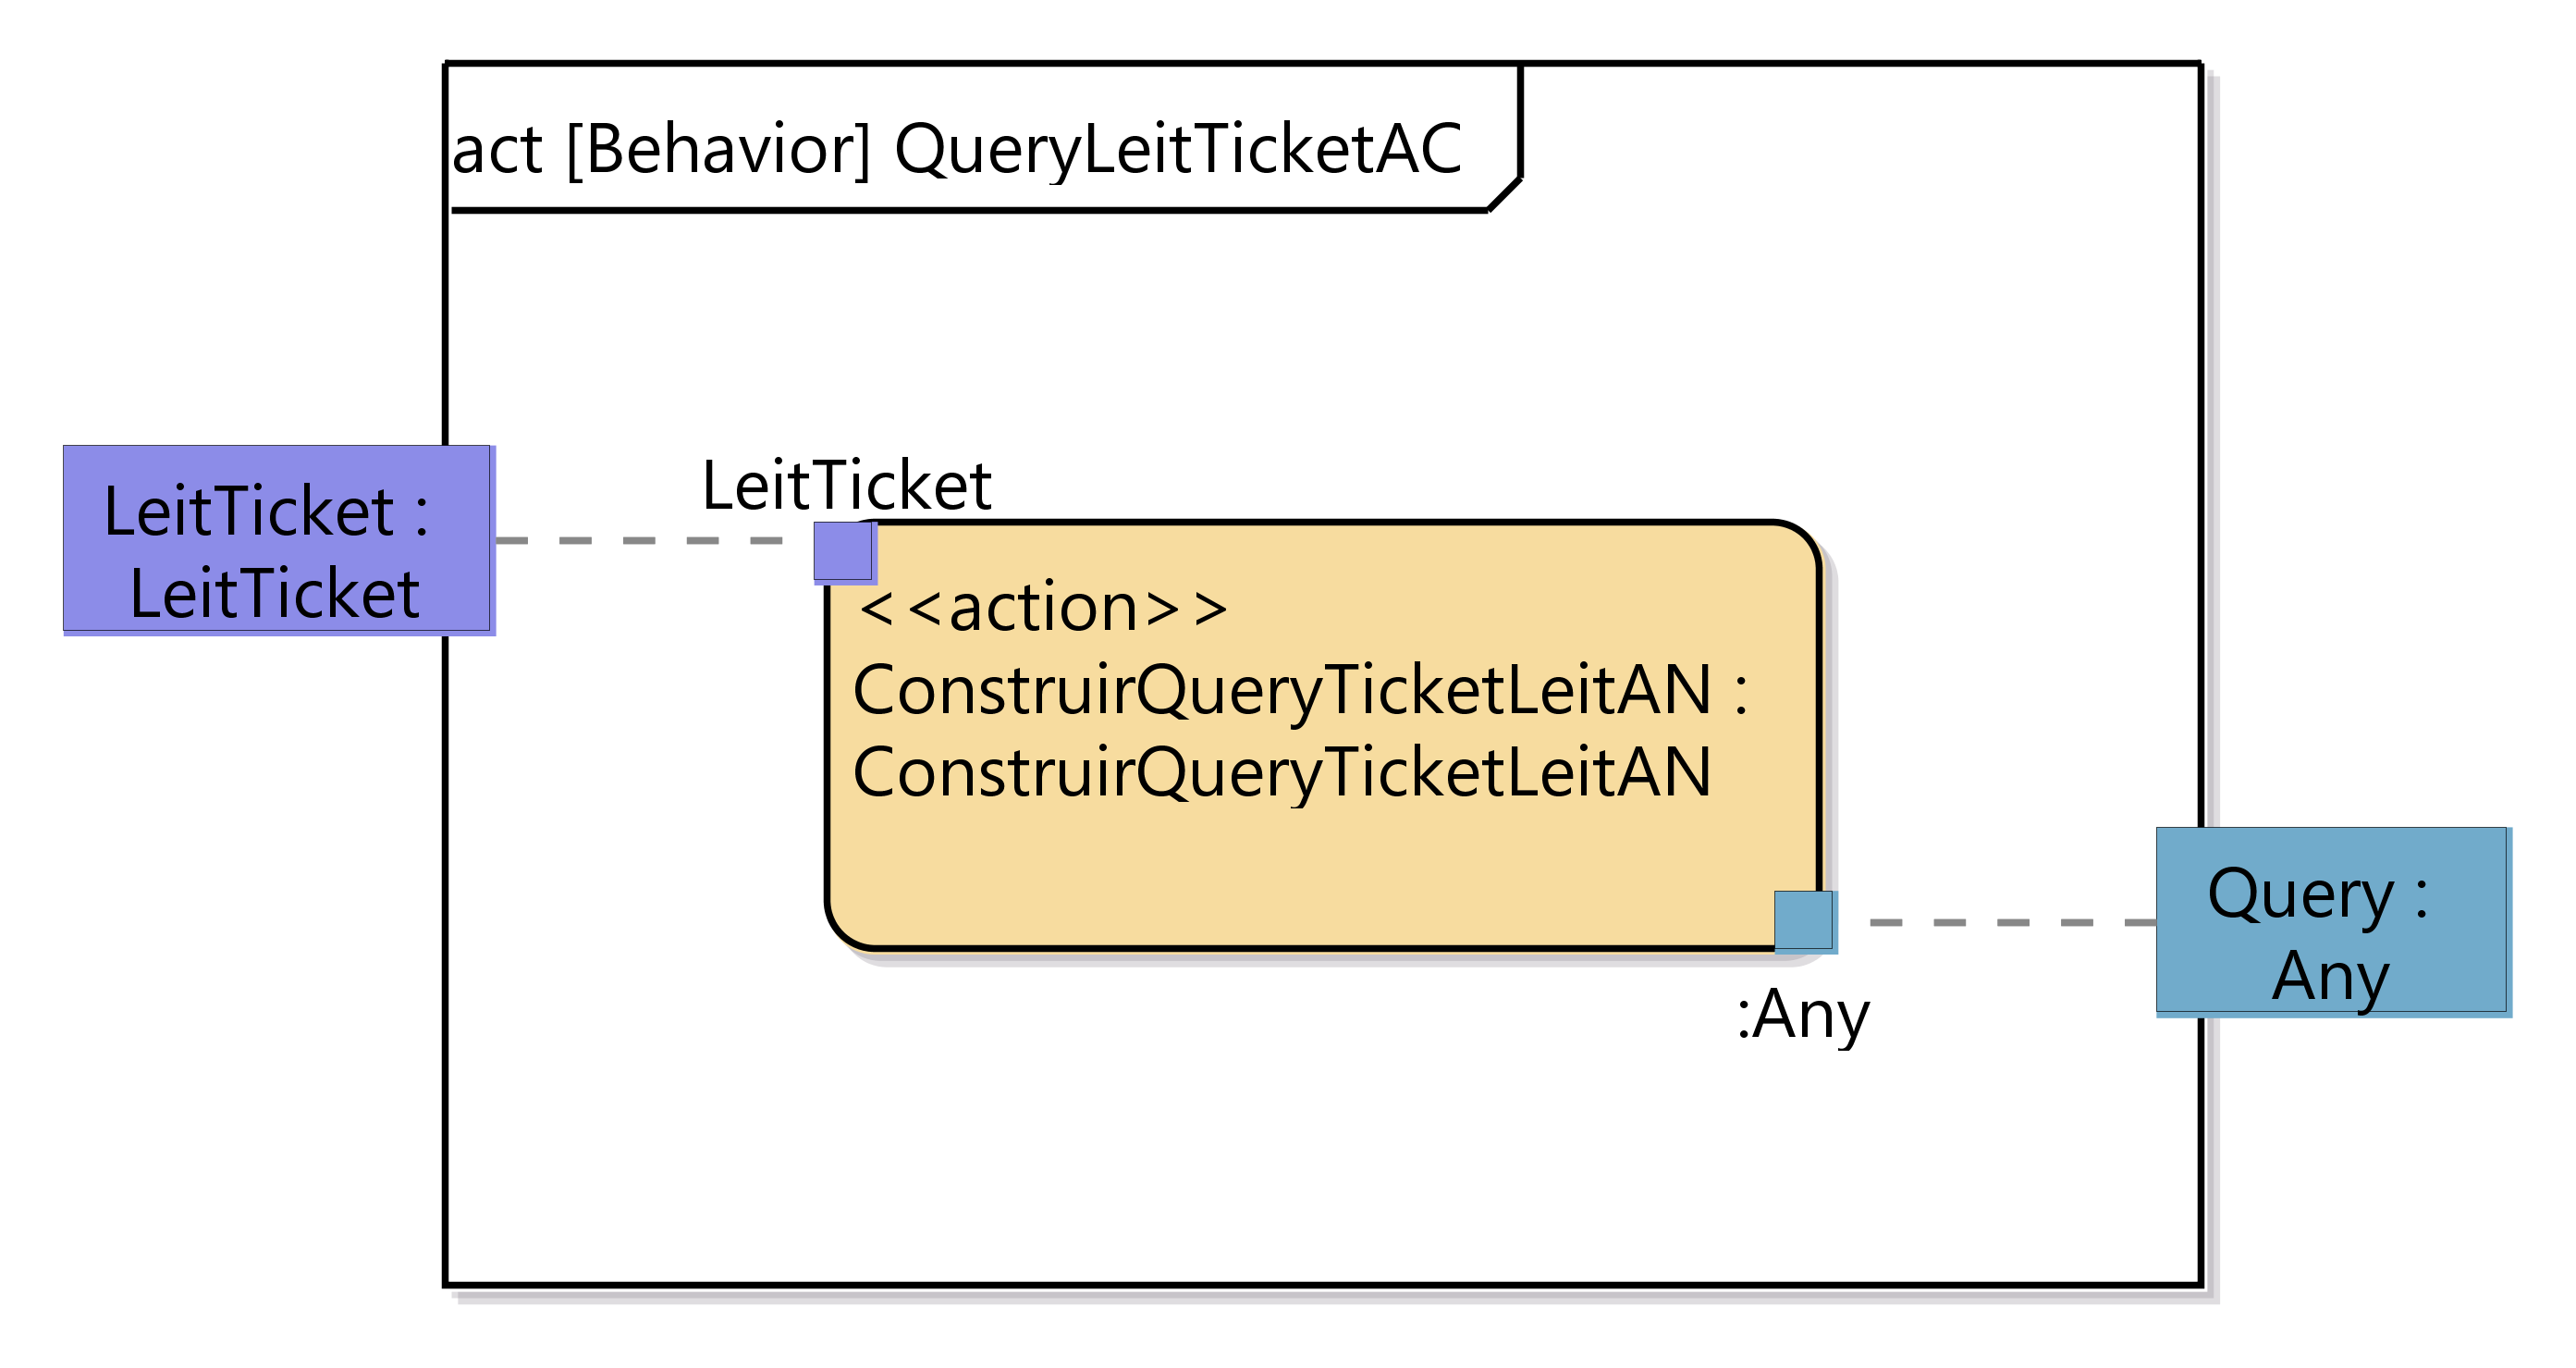 act [Behavior] QueryLeitTicketAC
LeitTicket :
LeitTicket
LeitTicket
<<action>>
ConstruirQueryTicketLeitAN :
ConstruirQueryTicketLeitAN
Query :
Any
:Any